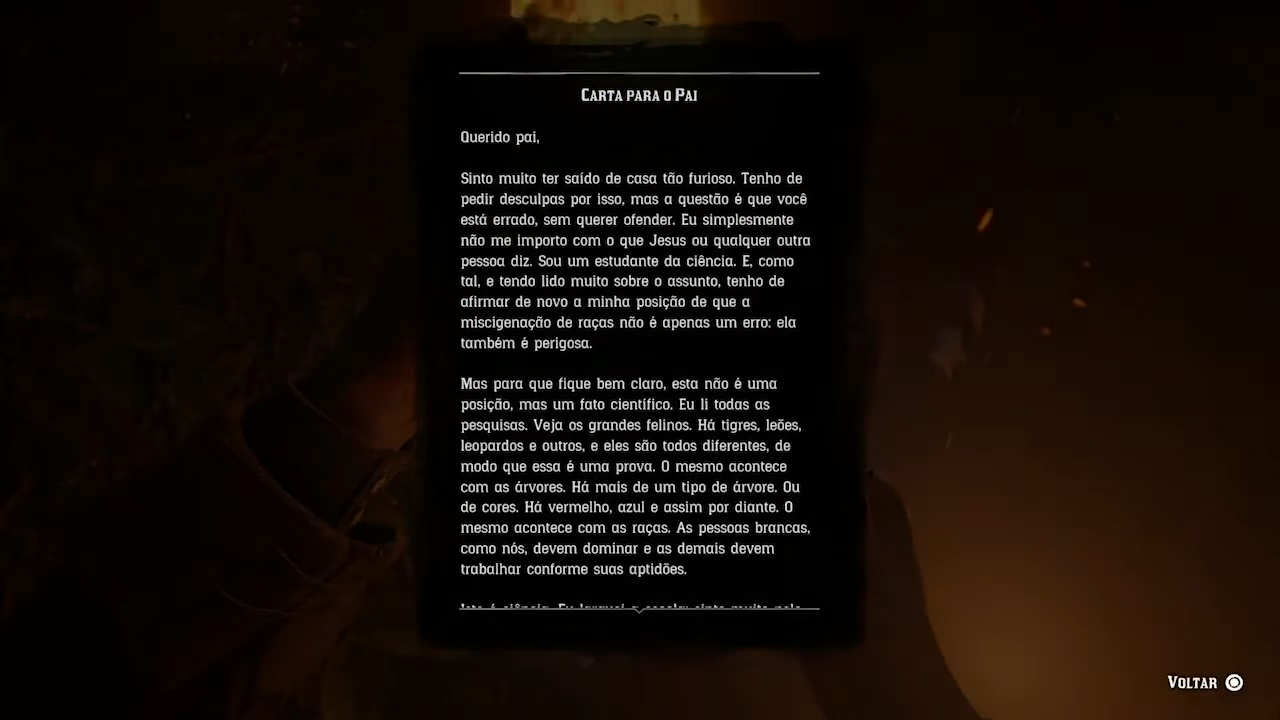 CARTA PARA O PAI
Querido pai,
Sinto muito ter saído de casa tão furioso. Tenho de
pedir desculpas por isso, mas a questão é que você
está errado, sem querer ofender. Eu simplesmente
não me importo com o que Jesus ou qualquer outra
pessoa diz. Sou um estudante da ciência. E, como
tal, e tendo lido muito sobre o assunto, tenho de
afirmar de novo a minha posição de que a
miscigenação de raças não é apenas um erro: ela
também é perigosa.
Mas para que fique bem claro, esta não é uma
posição, mas um fato científico. Eu li todas as
pesquisas. Veja os grandes felinos. Há tigres, leões,
leopardos e outros, e eles são todos diferentes, de
modo que essa é uma prova. O mesmo acontece
com as árvores. Há mais de um tipo de árvore. Ou
de cores. Há vermelho, azul e assim por diante. O
mesmo acontece com as raças. As pessoas brancas,
como nós, devem dominar e as demais devem
trabalhar conforme suas aptidões.
VOLTAR